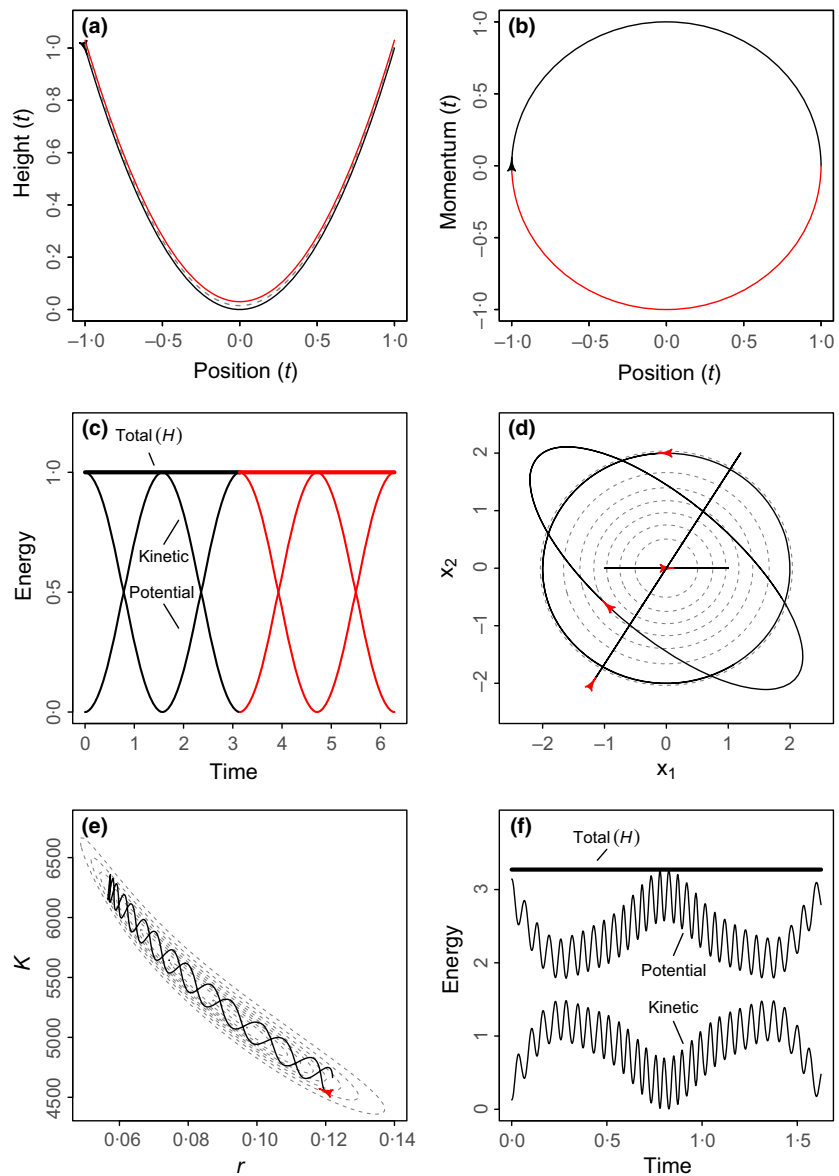 (a)
Height (t)
0·0 0·2 0·4 0·6 0·8 1·0
−1·0 −0·5 0·0 0·5 1·0
Position (t)
(b)
Momentum (t)
−1·0 −0·5 0·0 0·5 1·0
−1·0 −0·5 0·0 0·5 1·0
Position (t)
(c)
Total (H)
Kinetic
Potential
Energy
0·0 0·5 1·0
0 1 2 3 4 5 6
Time
(d)
x2
−2 −1 0 1 2
−2 −1 0 1 2
x1
(e)
K
4500 5000 5500 6000 6500
0·06 0·08 0·10 0·12 0·14
r
(f)
Total (H)
Potential
Kinetic
Energy
0 1 2 3
0·0 0·5 1·0 1·5
Time